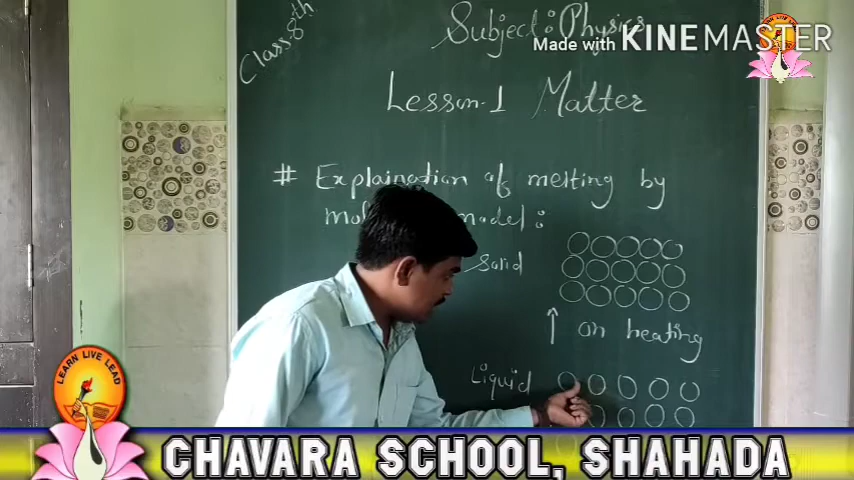 Class 8th
Subject: Physics
Made with KINEMASTER
Lesson-1 Matter
# Explaination of melting by
model:
Solid
↑ on heating
Liquid
LEARN LIVE LEAD
CHAVARA SCHOOL, SHAHADA